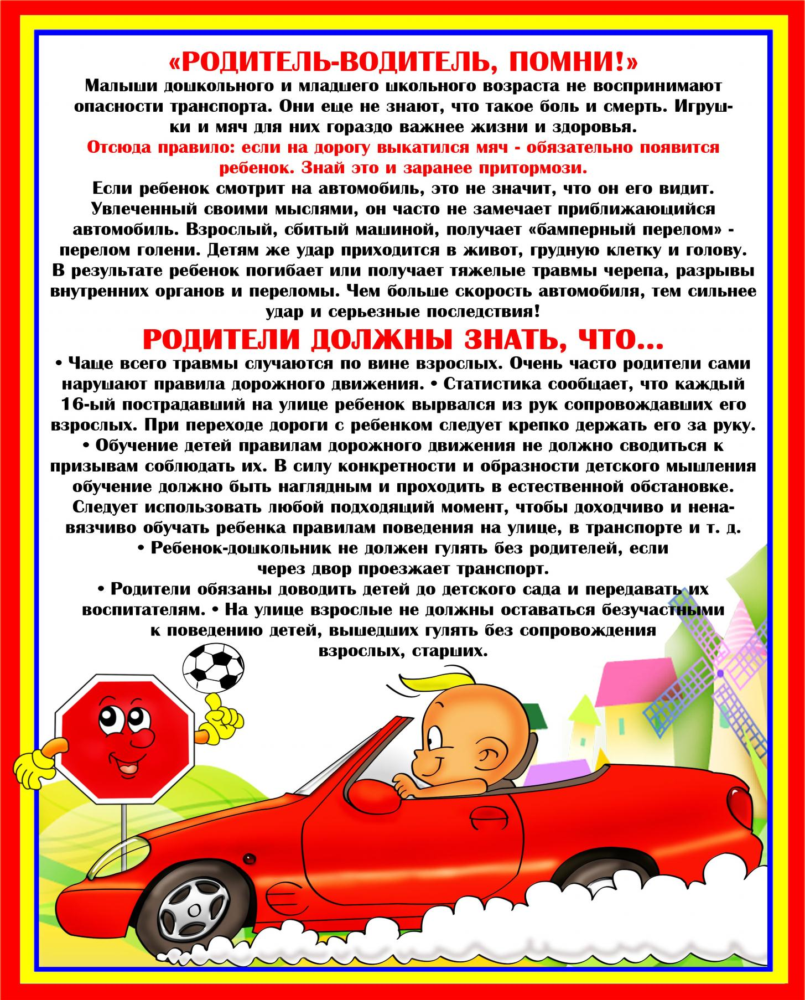 «РОДИТЕЛЬ-ВОДИТЕЛЬ, ПОМНИ!»
Малыши дошкольного и младшего школьного возраста не воспринимают
опасности транспорта. Они еще не знают, что такое боль и смерть. Игруш-
ки и мяч для них гораздо важнее жизни и здоровья.
Отсюда правило: если на дорогу выкатился мяч - обязательно появится
ребенок. Знай это и заранее притормози.
Если ребенок смотрит на автомобиль, это не значит, что он его видит.
Увлеченный своими мыслями, он часто не замечает приближающийся
автомобиль. Взрослый, сбитый машиной, получает «бамперный перелом» -
перелом голени. Детям же удар приходится в живот, грудную клетку и голову.
В результате ребенок погибает или получает тяжелые травмы черепа, разрывы
внутренних органов и переломы. Чем больше скорость автомобиля, тем сильнее
удар и серьезные последствия!
РОДИТЕЛИ ДОЛЖНЫ ЗНАТЬ, ЧТО...
• Чаще всего травмы случаются по вине взрослых. Очень часто родители сами
нарушают правила дорожного движения. • Статистика сообщает, что каждый
16-ый пострадавший на улице ребенок вырвался из рук сопровождавших его
взрослых. При переходе дороги с ребенком следует крепко держать его за руку.
• Обучение детей правилам дорожного движения не должно сводиться к
призывам соблюдать их. В силу конкретности и образности детского мышления
обучение должно быть наглядным и проходить в естественной обстановке.
Следует использовать любой подходящий момент, чтобы доходчиво и нена-
вязчиво обучать ребенка правилам поведения на улице, в транспорте и т. д.
• Ребенок-дошкольник не должен гулять без родителей, если
через двор проезжает транспорт.
• Родители обязаны доводить детей до детского сада и передавать их
воспитателям. • На улице взрослые не должны оставаться безучастными
к поведению детей, вышедших гулять без сопровождения
взрослых, старших.